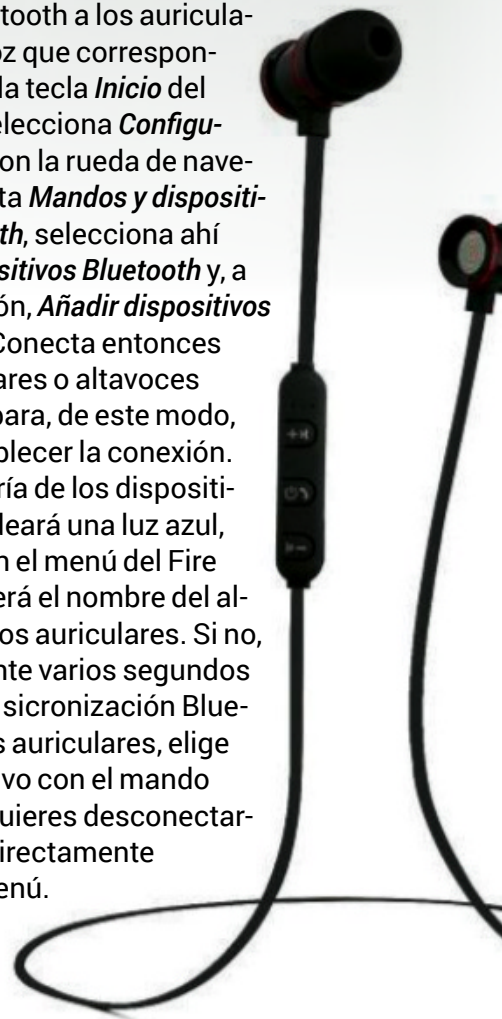 tooth a los auricula-
oz que correspon-
la tecla Inicio del
elecciona Configu-
on la rueda de nave-
ta Mandos y dispositi-
th, selecciona ahí
sitivos Bluetooth y, a
ón, Añadir dispositivos
Conecta entonces
ares o altavoces
para, de este modo,
blecer la conexión.
ría de los dispositi-
leará una luz azul,
n el menú del Fire
erá el nombre del al-
os auriculares. Si no,
nte varios segundos
sicronización Blue-
s auriculares, elige
vo con el mando
uieres desconectar-
irectamente
enú.